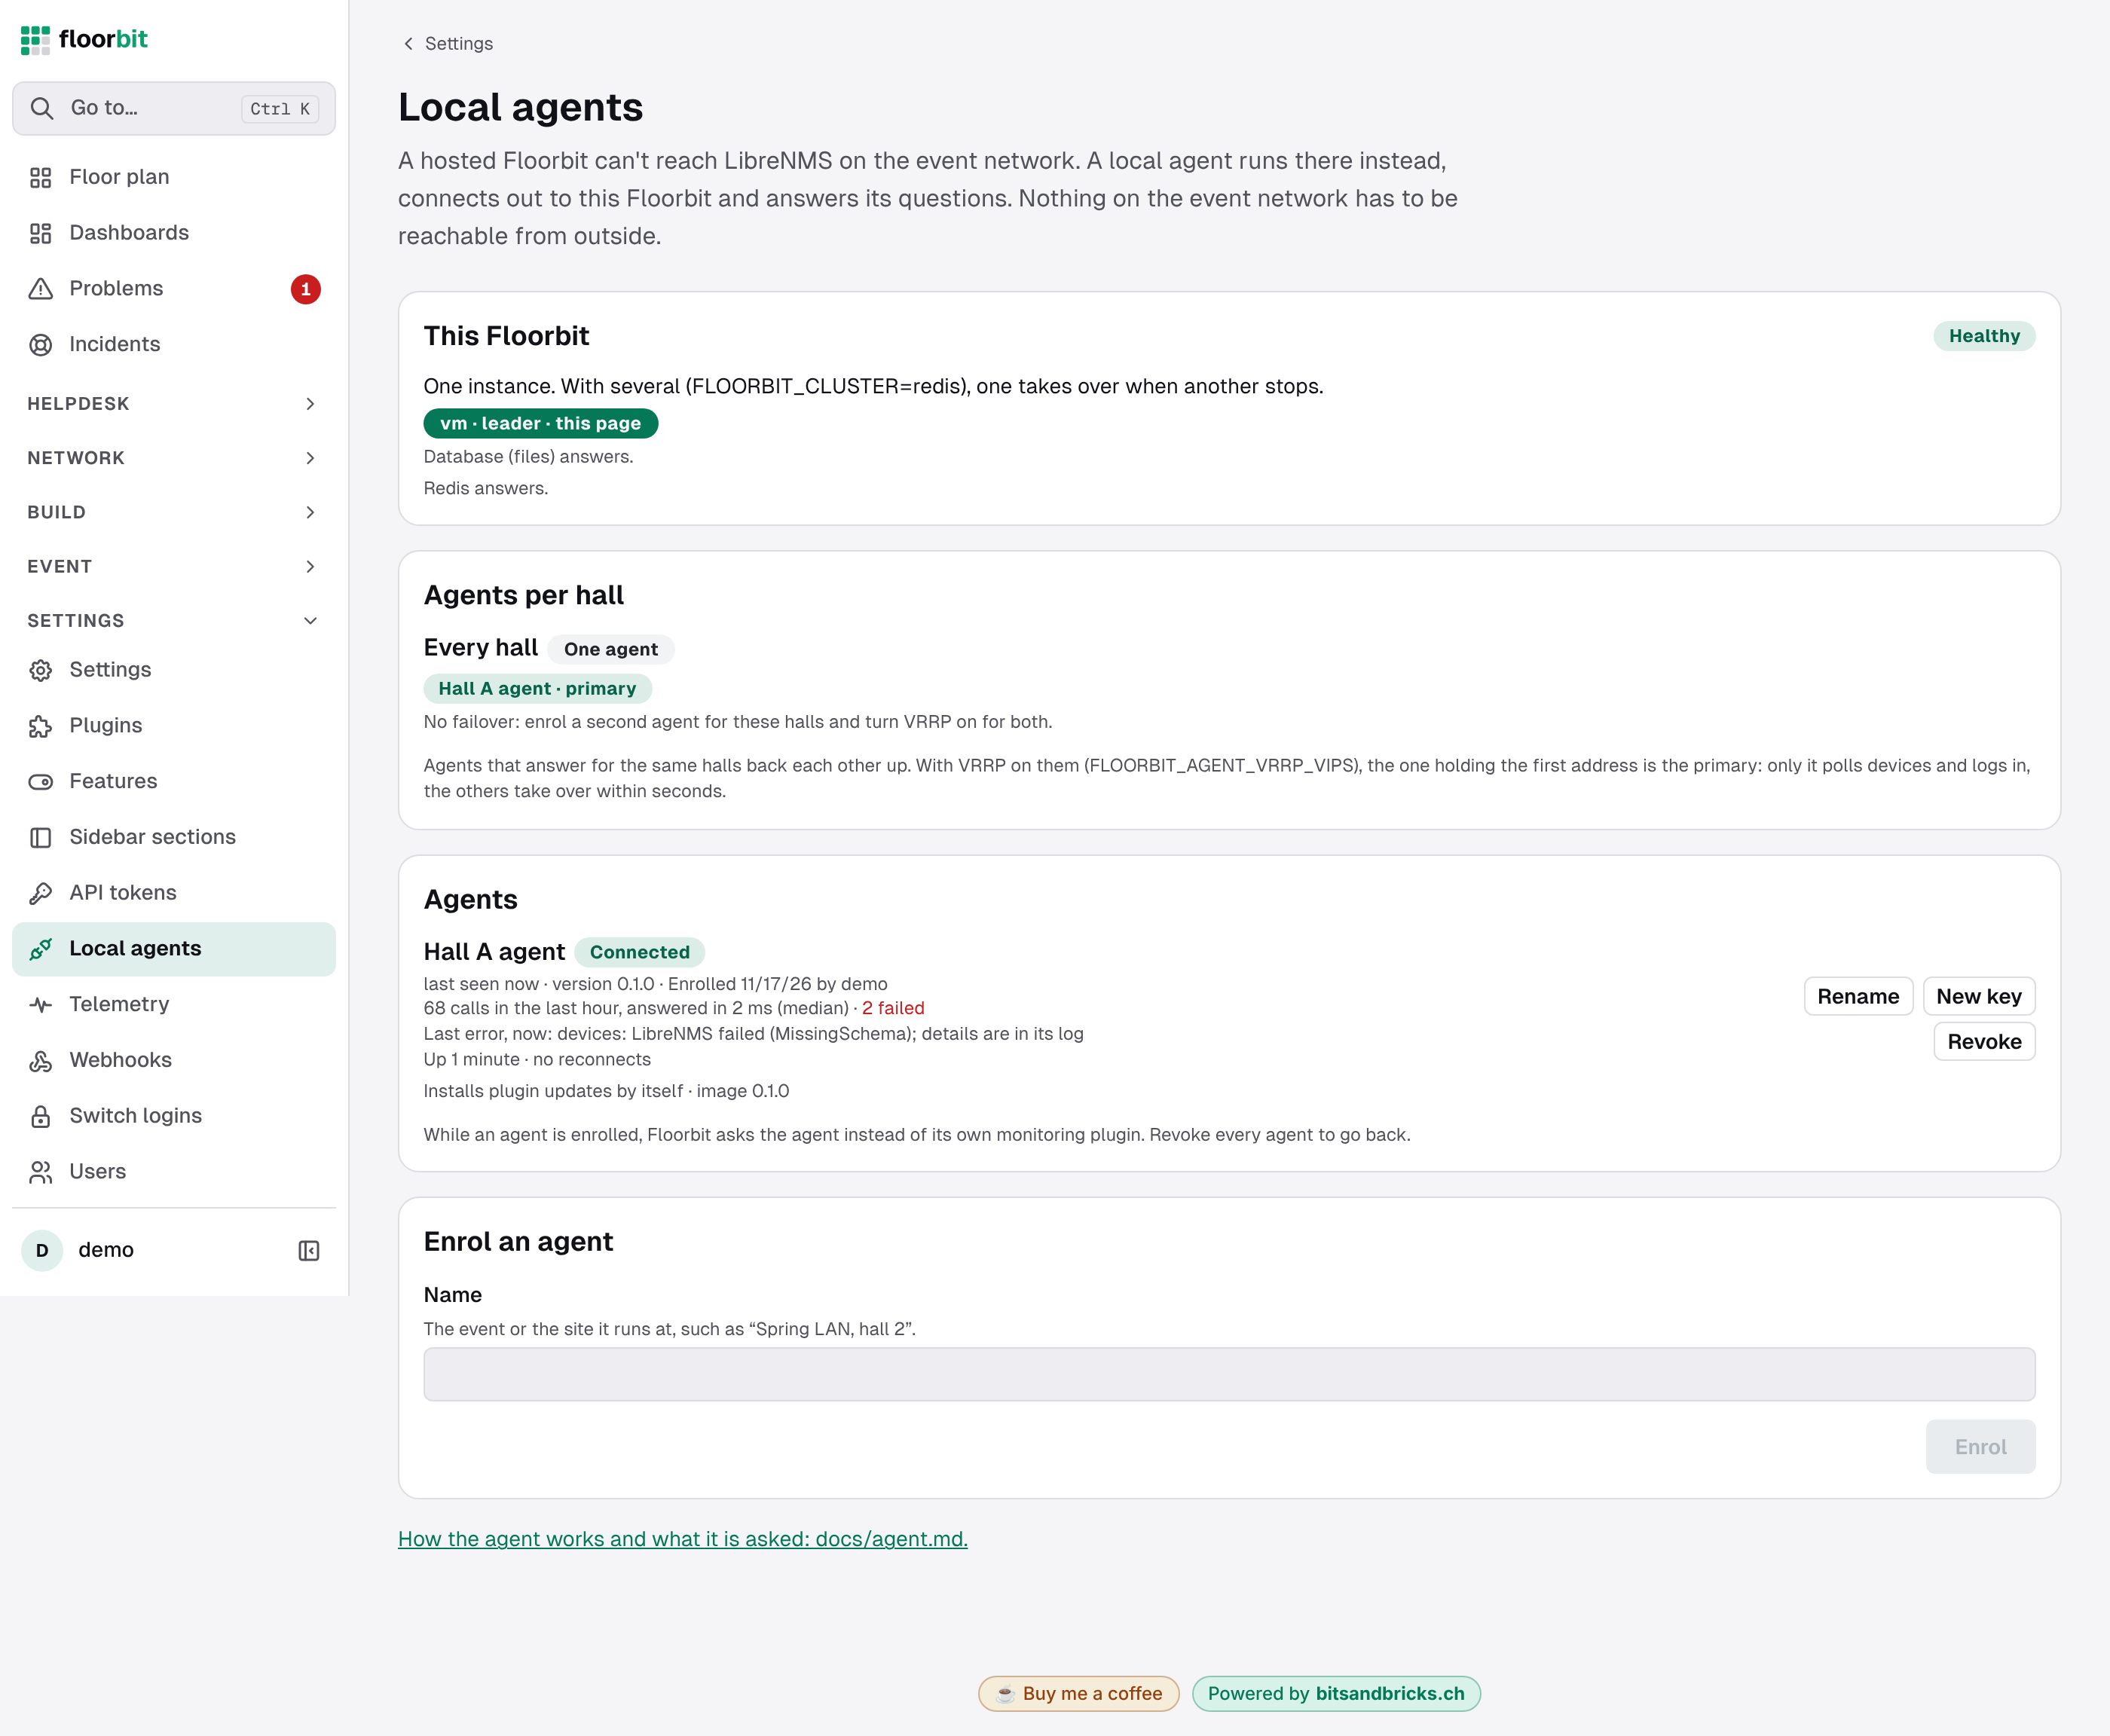 floorbit
Go to...
Ctrl K
Floor plan
Dashboards
Problems
1
Incidents
HELPDESK
NETWORK
BUILD
EVENT
SETTINGS
Settings
Plugins
Features
Sidebar sections
API tokens
Local agents
Telemetry
Webhooks
Switch logins
Users
D
demo
Settings
Local agents
A hosted Floorbit can't reach LibreNMS on the event network. A local agent runs there instead,
connects out to this Floorbit and answers its questions. Nothing on the event network has to be
reachable from outside.
This Floorbit
Healthy
One instance. With several (FLOORBIT_CLUSTER=redis), one takes over when another stops.
vm · leader · this page
Database (files) answers.
Redis answers.
Agents per hall
Every hall
One agent
Hall A agent · primary
No failover: enrol a second agent for these halls and turn VRRP on for both.
Agents that answer for the same halls back each other up. With VRRP on them (FLOORBIT_AGENT_VRRP_VIPS), the one holding the first address is the primary: only it polls devices and logs in,
the others take over within seconds.
Agents
Hall A agent
Connected
last seen now · version 0.1.0 · Enrolled 11/17/26 by demo
68 calls in the last hour, answered in 2 ms (median) · 2 failed
Last error, now: devices: LibreNMS failed (MissingSchema); details are in its log
Up 1 minute · no reconnects
Installs plugin updates by itself · image 0.1.0
Rename
New key
Revoke
While an agent is enrolled, Floorbit asks the agent instead of its own monitoring plugin. Revoke every agent to go back.
Enrol an agent
Name
The event or the site it runs at, such as “Spring LAN, hall 2”.
Enrol
How the agent works and what it is asked: docs/agent.md.
Buy me a coffee
Powered by bitsandbricks.ch